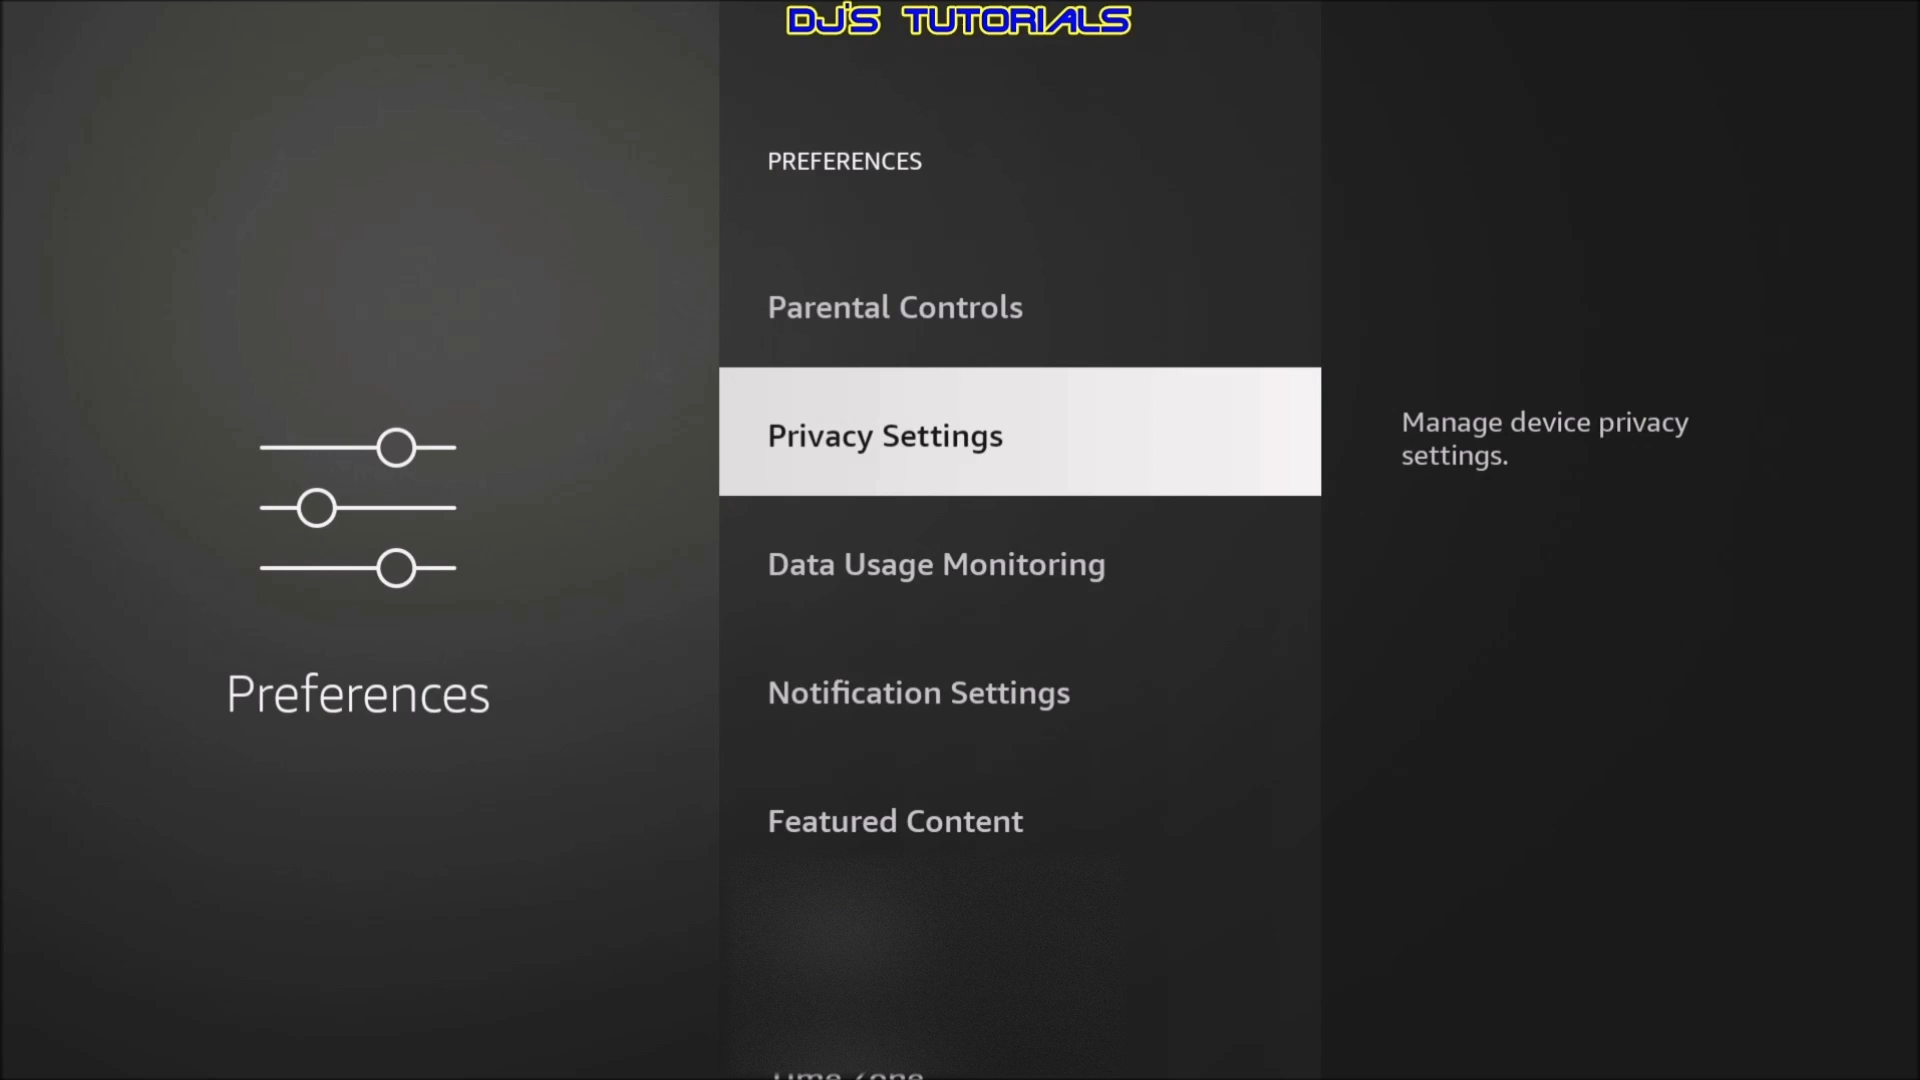 DJ'S TUTORIALS
PREFERENCES
Parental Controls
Privacy Settings
Manage device privacy
settings.
Data Usage Monitoring
Notification Settings
Preferences
Featured Content